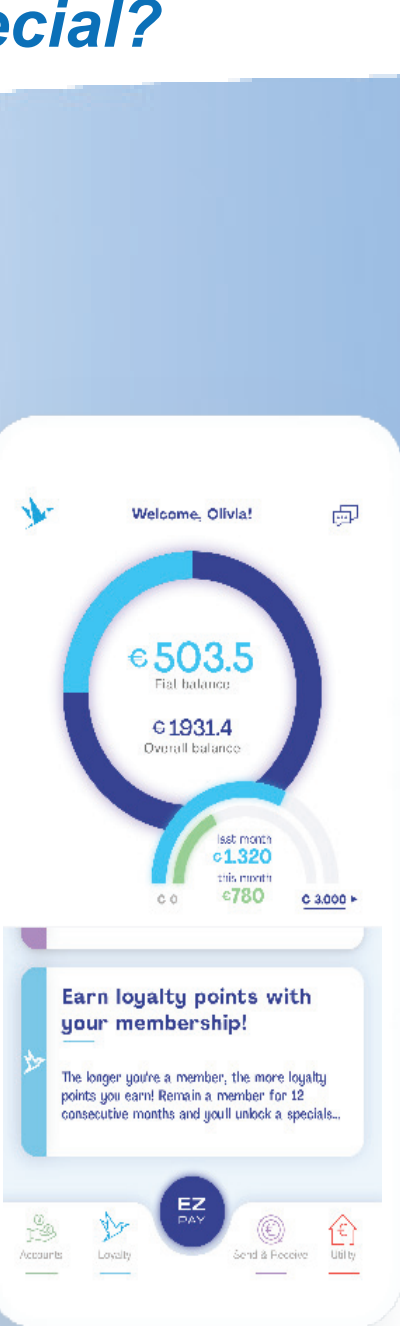 ecial?
Welcome, Olivia!
€503.5
Fiat balance
€1931.4
Overall balance
last month
€1.320
this month
€780
€ 0
€ 3.000
Earn loyalty points with
your membership!
The longer you're a member, the more loyalty
points you earn! Remain a member for 12
consecutive months and you'll unlock a specials...
EZ
PAY
Accounts
Loyalty
Send & Receive
Utility